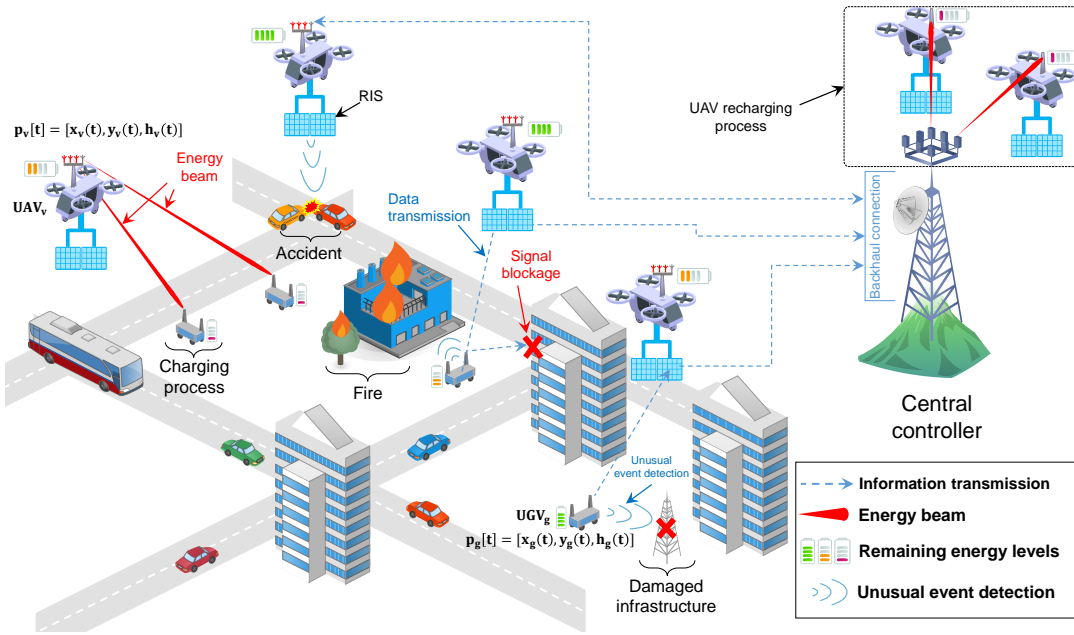 UAV recharging
process
RIS
p_v[t] = [x_v(t), y_v(t), h_v(t)]
Energy
beam
UAV_v
Data
transmission
Accident
Signal
blockage
Backhaul connection
Charging
process
Fire
Central
controller
Unusual
event detection
UGV_g
p_g[t] = [x_g(t), y_g(t), h_g(t)]
Damaged
infrastructure
Information transmission
Energy beam
Remaining energy levels
Unusual event detection